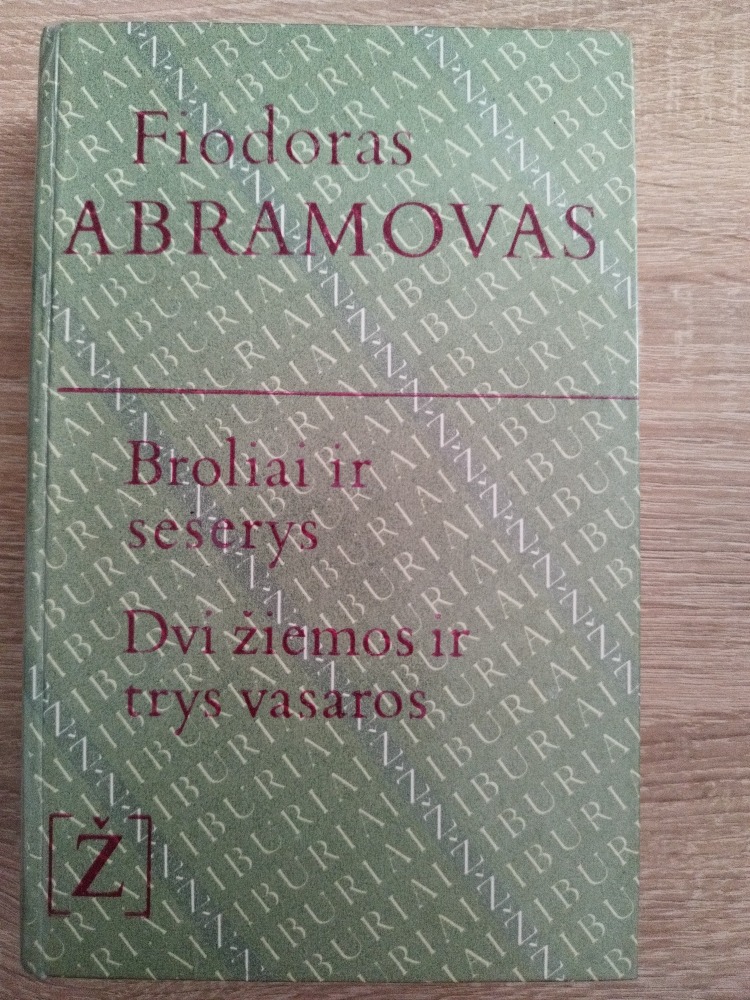 Fiodoras
ABRAMOVAS
Broliai ir
seserys
Dvi žiemos ir
trys vasaros
[Ž]